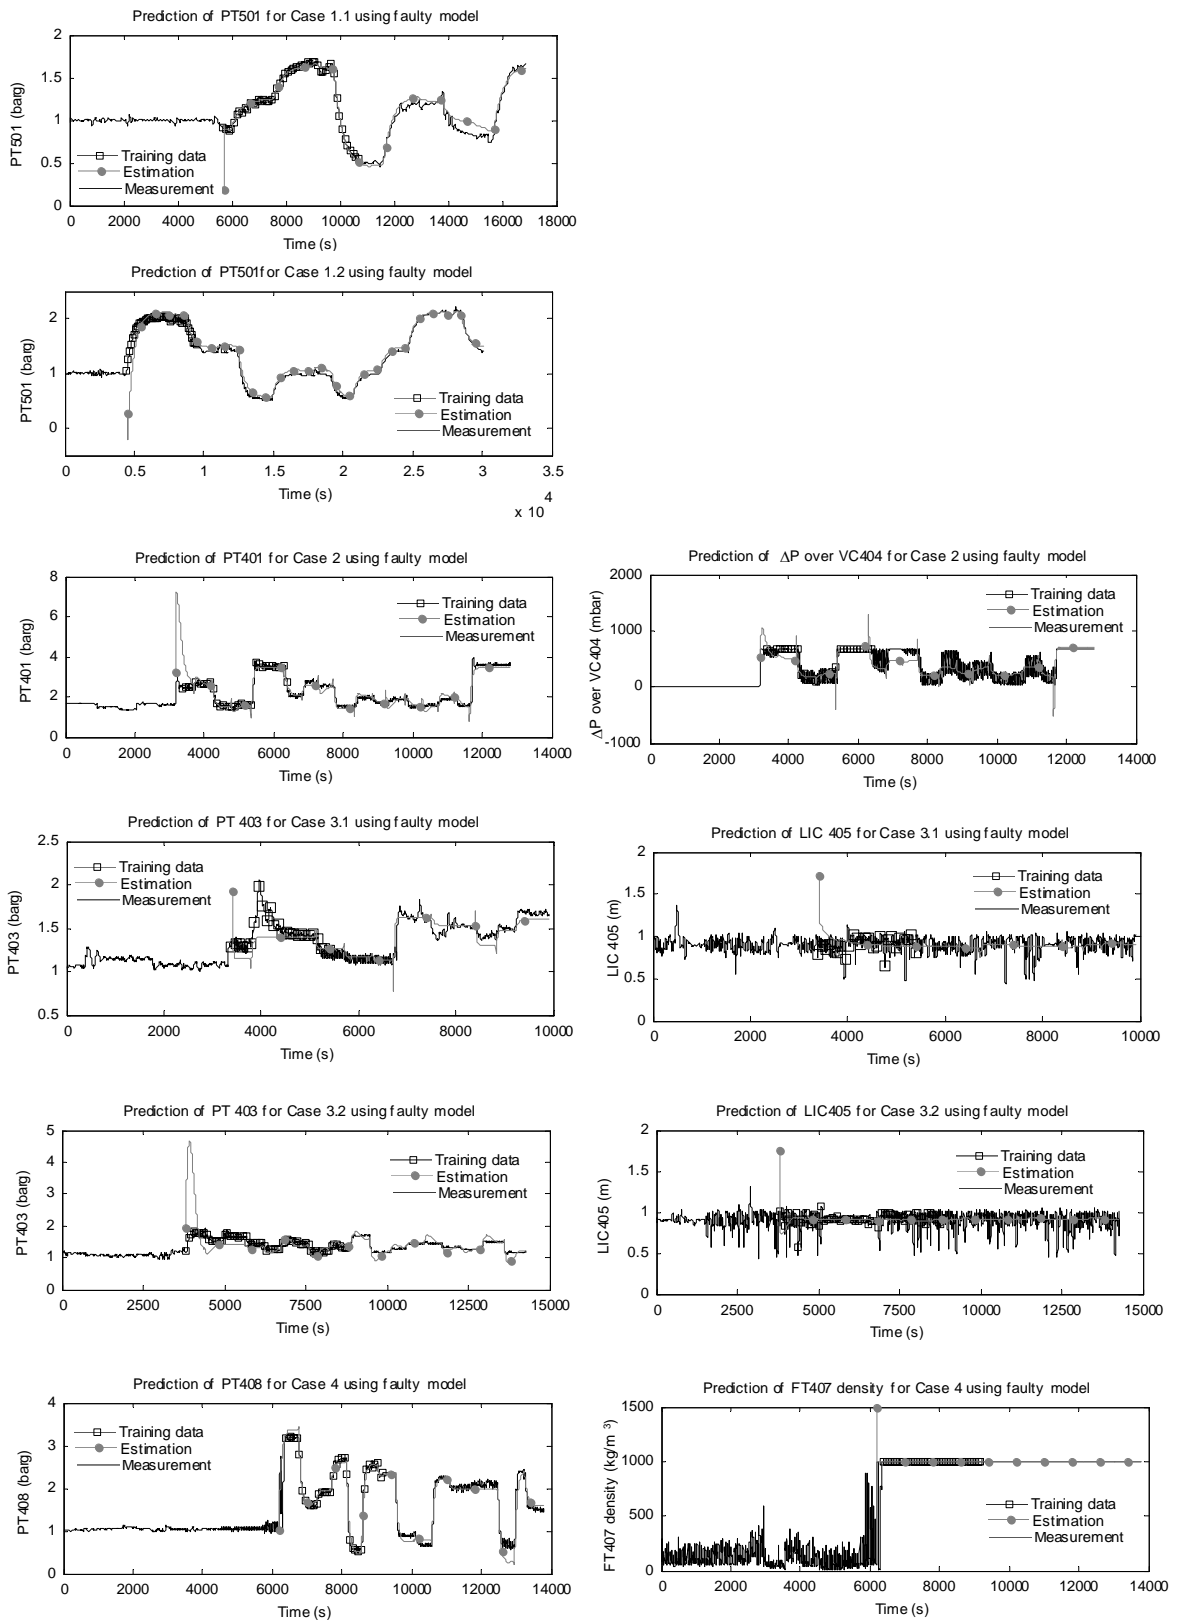 Prediction of PT501 for Case 1.1 using faulty model
PT501 (barg)
2
1.5
1
0.5
0
Training data
Estimation
Measurement
0 2000 4000 6000 8000 10000 12000 14000 16000 18000
Time (s)
Prediction of PT501for Case 1.2 using faulty model
PT501 (barg)
2
1
0
Training data
Estimation
Measurement
0 0.5 1 1.5 2 2.5 3 3.5
Time (s)
x 10 4
Prediction of PT401 for Case 2 using faulty model
PT401 (barg)
8
6
4
2
0
Training data
Estimation
Measurement
0 2000 4000 6000 8000 10000 12000 14000
Time (s)
Prediction of ΔP over VC404 for Case 2 using faulty model
ΔP over VC404 (mbar)
2000
1000
0
-1000
Training data
Estimation
Measurement
0 2000 4000 6000 8000 10000 12000 14000
Time (s)
Prediction of PT 403 for Case 3.1 using faulty model
PT403 (barg)
2.5
2
1.5
1
0.5
Training data
Estimation
Measurement
0 2000 4000 6000 8000 10000
Time (s)
Prediction of LIC 405 for Case 3.1 using faulty model
LIC 405 (m)
2
1.5
1
0.5
0
Training data
Estimation
Measurement
0 2000 4000 6000 8000 10000
Time (s)
Prediction of PT 403 for Case 3.2 using faulty model
PT403 (barg)
5
4
3
2
1
0
Training data
Estimation
Measurement
0 2500 5000 7500 10000 12500 15000
Time (s)
Prediction of LIC405 for Case 3.2 using faulty model
LIC405 (m)
2
1.5
1
0.5
0
Training data
Estimation
Measurement
0 2500 5000 7500 10000 12500 15000
Time (s)
Prediction of PT408 for Case 4 using faulty model
PT408 (barg)
4
3
2
1
0
Training data
Estimation
Measurement
0 2000 4000 6000 8000 10000 12000 14000
Time (s)
Prediction of FT407 density for Case 4 using faulty model
FT407 density (kg/m 3)
1500
1000
500
0
Training data
Estimation
Measurement
0 2000 4000 6000 8000 10000 12000 14000
Time (s)